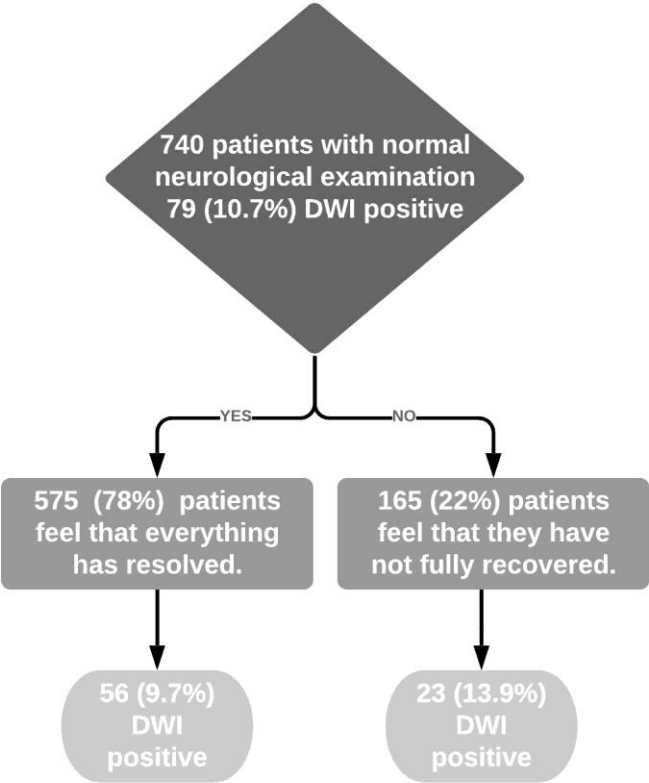 740 patients with normal
neurological examination
79 (10.7%) DWI positive
YES
NO
575 (78%) patients
feel that everything
has resolved.
165 (22%) patients
feel that they have
not fully recovered.
56 (9.7%)
DWI
positive
23 (13.9%)
DWI
positive